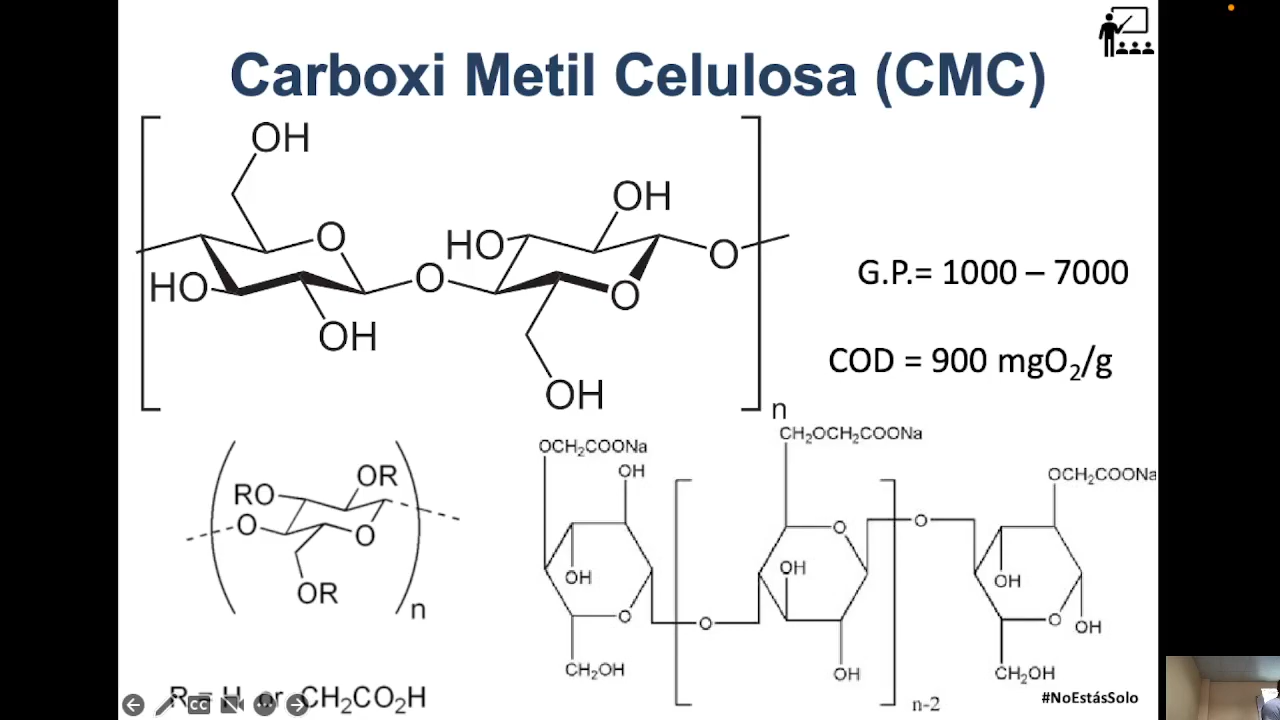 Carboxi Metil Celulosa (CMC)
OH
O
HO
OH
O
HO
OH
O
OH
O
n
G.P.= 1000 – 7000
COD = 900 mgO₂/g
RO
OR
O
O
OR
n
R = H or CH₂CO₂H
CC
OCH₂COONa
OH
OH
O
CH₂OH
O
CH₂OCH₂COONa
O
OH
OH
n-2
O
OCH₂COONa
OH
O
OH
CH₂OH
#NoEstásSolo